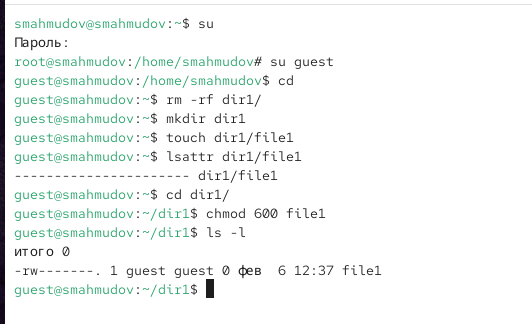 smahmudov@smahmudov:~$ su
Пароль:
root@smahmudov:/home/smahmudov# su guest
guest@smahmudov:/home/smahmudov$ cd
guest@smahmudov:~$ rm -rf dir1/
guest@smahmudov:~$ mkdir dir1
guest@smahmudov:~$ touch dir1/file1
guest@smahmudov:~$ lsattr dir1/file1
---------------------- dir1/file1
guest@smahmudov:~$ cd dir1/
guest@smahmudov:~/dir1$ chmod 600 file1
guest@smahmudov:~/dir1$ ls -l
итого 0
-rw-------. 1 guest guest 0 фев  6 12:37 file1
guest@smahmudov:~/dir1$